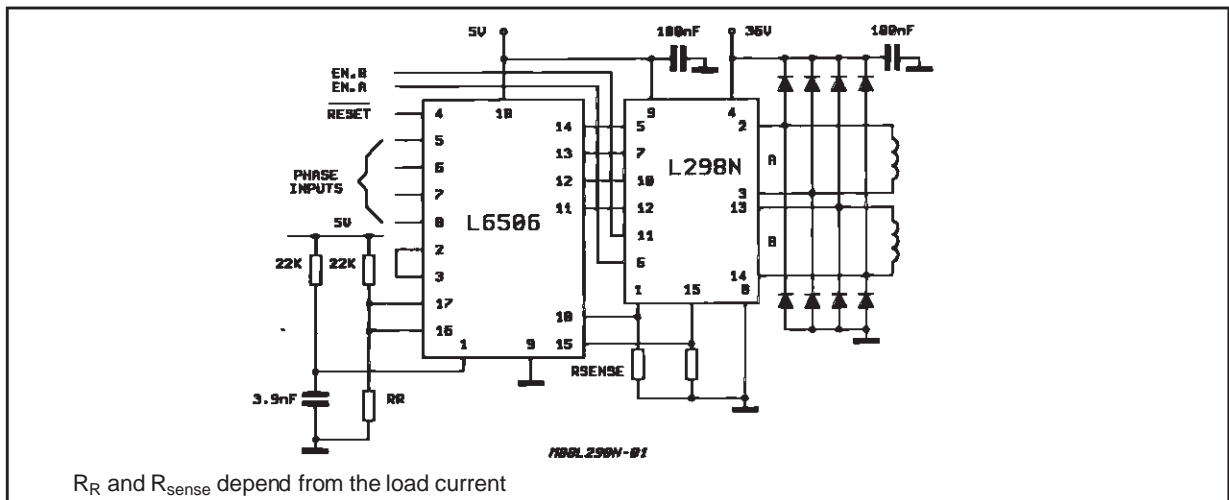 5V 100nF 36V 100nF
EN.B
EN.A
RESET
PHASE
INPUTS
5V
22K 22K
3.9nF RR
L6506
4
5
6
7
8
2
3
17
16
1 9
10
14
13
12
11
18
15
L298N
9 4
5
7
10
12
11
6
1 15 8
2
3
13
14
A
B
RSENSE
M88L298N-01
R_R and R_sense depend from the load current